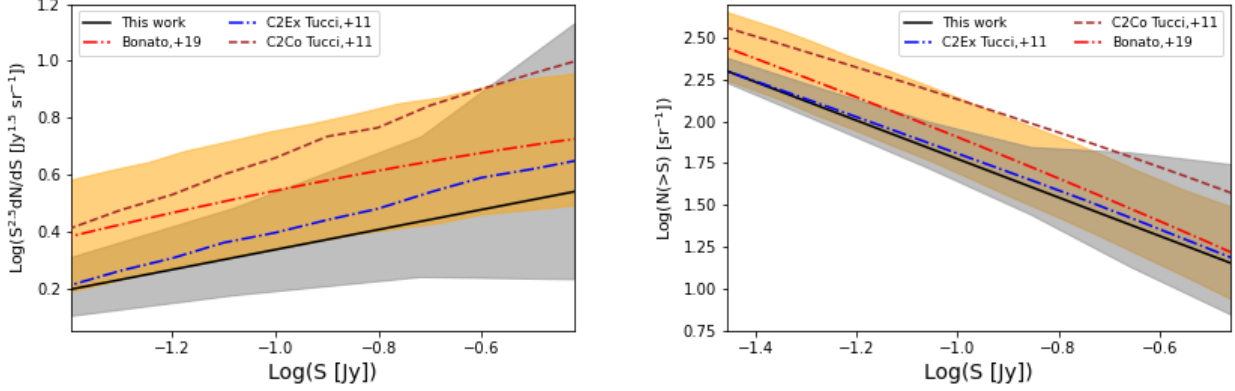 1.2
1.0
0.8
0.6
0.4
0.2
Log(S^2.5 dN/dS [Jy^1.5 sr^−1])
This work
Bonato,+19
C2Ex Tucci,+11
C2Co Tucci,+11
−1.2
−1.0
−0.8
−0.6
Log(S [Jy])
2.50
2.25
2.00
1.75
1.50
1.25
1.00
0.75
Log(N(>S) [sr^−1])
This work
C2Ex Tucci,+11
C2Co Tucci,+11
Bonato,+19
−1.4
−1.2
−1.0
−0.8
−0.6
Log(S [Jy])